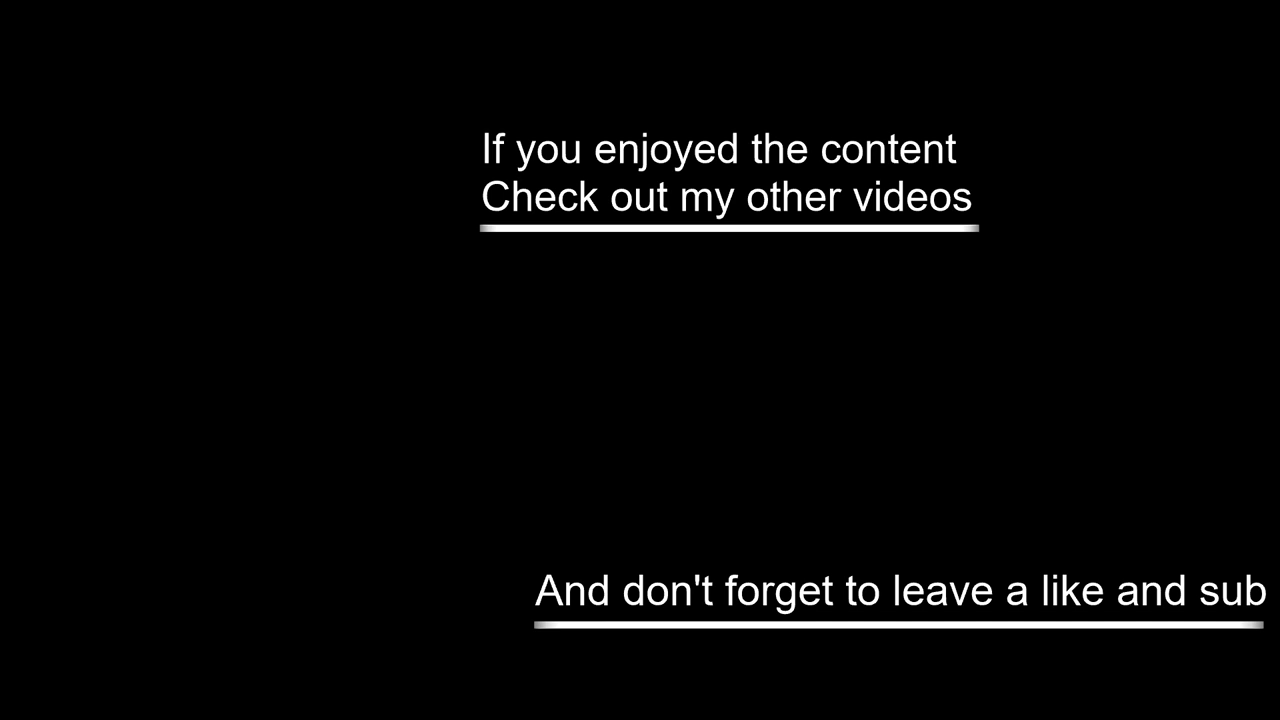 If you enjoyed the content
Check out my other videos
And don't forget to leave a like and sub